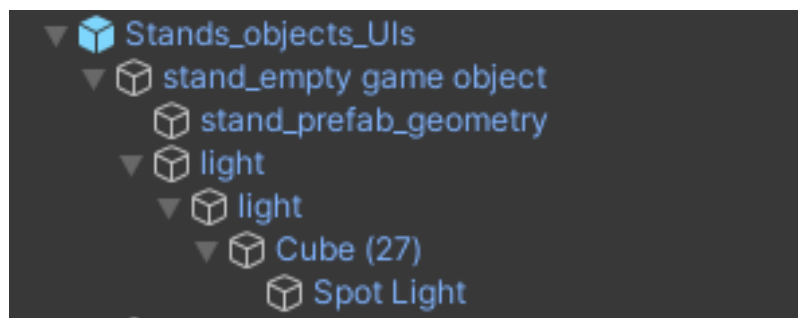 Stands_objects_UIs
stand_empty game object
stand_prefab_geometry
light
light
Cube (27)
Spot Light